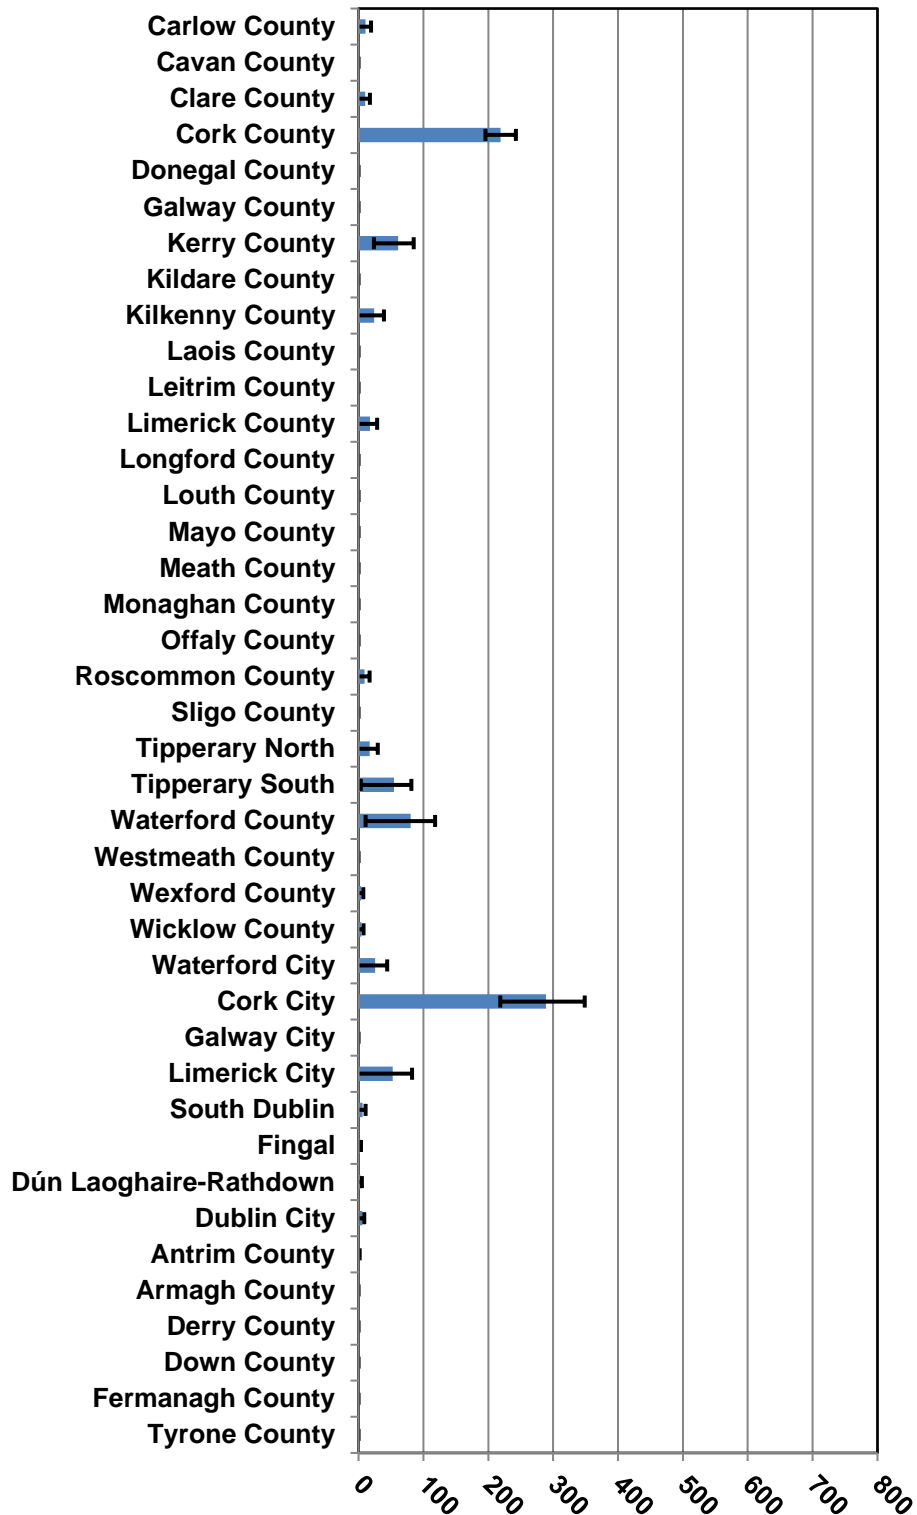 Carlow County
Cavan County
Clare County
Cork County
Donegal County
Galway County
Kerry County
Kildare County
Kilkenny County
Laois County
Leitrim County
Limerick County
Longford County
Louth County
Mayo County
Meath County
Monaghan County
Offaly County
Roscommon County
Sligo County
Tipperary North
Tipperary South
Waterford County
Westmeath County
Wexford County
Wicklow County
Waterford City
Cork City
Galway City
Limerick City
South Dublin
Fingal
Dún Laoghaire-Rathdown
Dublin City
Antrim County
Armagh County
Derry County
Down County
Fermanagh County
Tyrone County
0 100 200 300 400 500 600 700 800